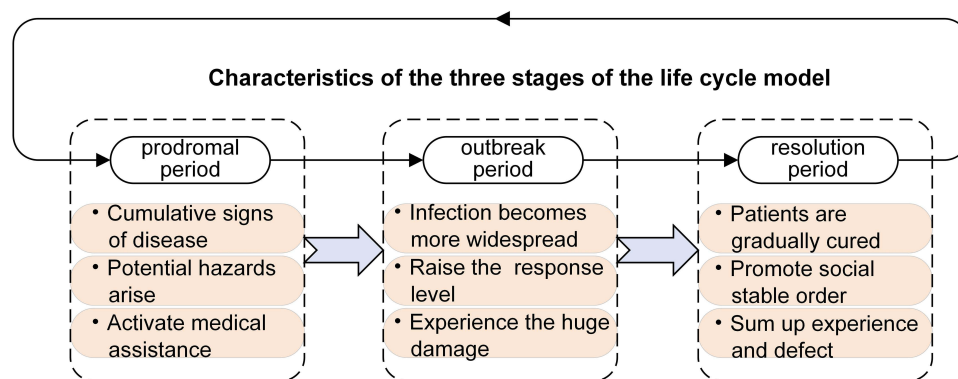 Characteristics of the three stages of the life cycle model
prodromal
period
• Cumulative signs
of disease
• Potential hazards
arise
• Activate medical
assistance
outbreak
period
• Infection becomes
more widespread
• Raise the response
level
• Experience the huge
damage
resolution
period
• Patients are
gradually cured
• Promote social
stable order
• Sum up experience
and defect